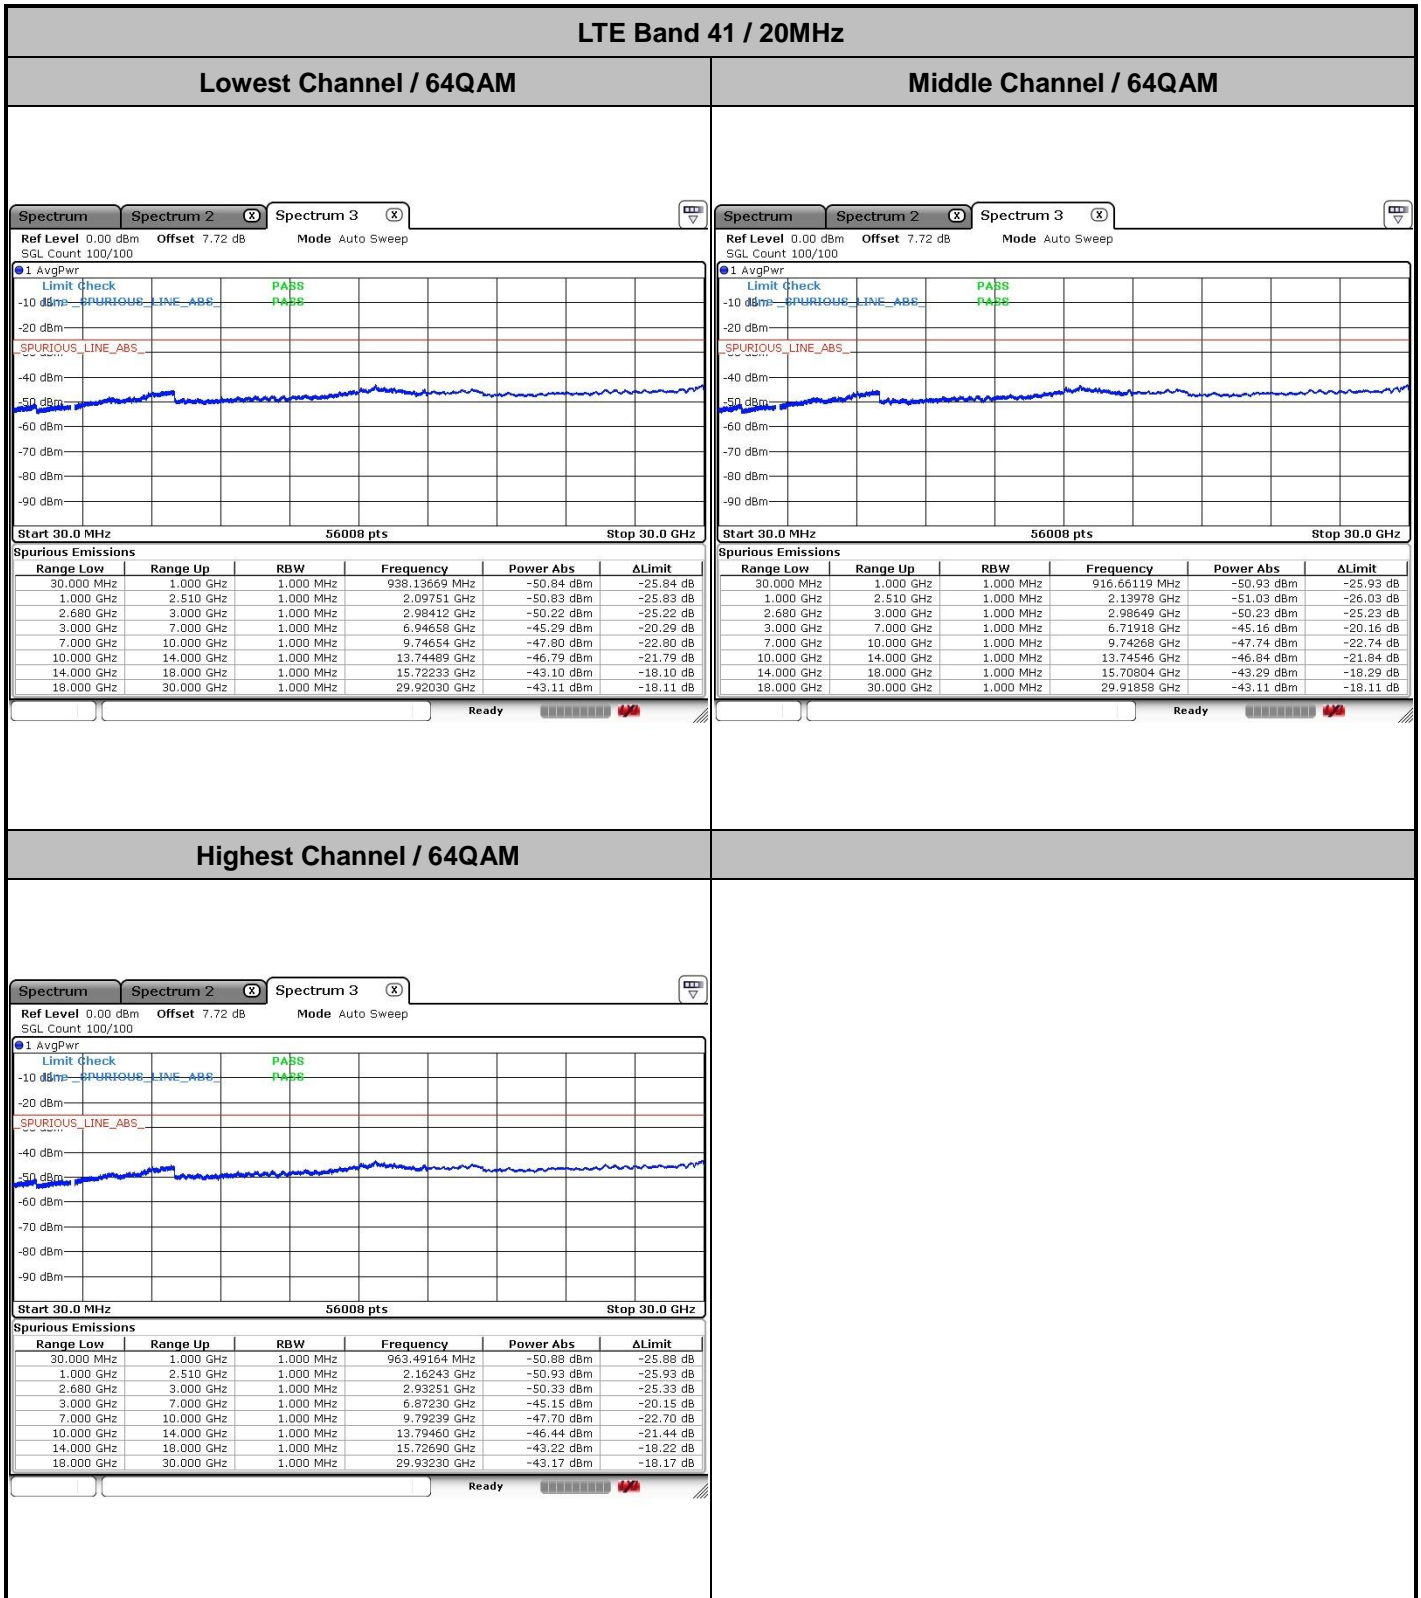 LTE Band 41 / 20MHz
Lowest Channel / 64QAM
Spectrum Spectrum 2 X Spectrum 3 X
Ref Level 0.00 dBm Offset 7.72 dB Mode Auto Sweep
SGL Count 100/100
1 AvgPwr
Limit Check PASS
Line _SPURIOUS_LINE_ABS_ PASS
-10 dBm
-20 dBm
_SPURIOUS_LINE_ABS_
-40 dBm
-50 dBm
-60 dBm
-70 dBm
-80 dBm
-90 dBm
Start 30.0 MHz 56008 pts Stop 30.0 GHz
Spurious Emissions
Range Low Range Up RBW Frequency Power Abs ΔLimit
30.000 MHz 1.000 GHz 1.000 MHz 938.13669 MHz -50.84 dBm -25.84 dB
1.000 GHz 2.510 GHz 1.000 MHz 2.09751 GHz -50.83 dBm -25.83 dB
2.680 GHz 3.000 GHz 1.000 MHz 2.98412 GHz -50.22 dBm -25.22 dB
3.000 GHz 7.000 GHz 1.000 MHz 6.94658 GHz -45.29 dBm -20.29 dB
7.000 GHz 10.000 GHz 1.000 MHz 9.74654 GHz -47.80 dBm -22.80 dB
10.000 GHz 14.000 GHz 1.000 MHz 13.74489 GHz -46.79 dBm -21.79 dB
14.000 GHz 18.000 GHz 1.000 MHz 15.72233 GHz -43.10 dBm -18.10 dB
18.000 GHz 30.000 GHz 1.000 MHz 29.92030 GHz -43.11 dBm -18.11 dB
Ready
Middle Channel / 64QAM
Spectrum Spectrum 2 X Spectrum 3 X
Ref Level 0.00 dBm Offset 7.72 dB Mode Auto Sweep
SGL Count 100/100
1 AvgPwr
Limit Check PASS
Line _SPURIOUS_LINE_ABS_ PASS
-10 dBm
-20 dBm
_SPURIOUS_LINE_ABS_
-40 dBm
-50 dBm
-60 dBm
-70 dBm
-80 dBm
-90 dBm
Start 30.0 MHz 56008 pts Stop 30.0 GHz
Spurious Emissions
Range Low Range Up RBW Frequency Power Abs ΔLimit
30.000 MHz 1.000 GHz 1.000 MHz 916.66119 MHz -50.93 dBm -25.93 dB
1.000 GHz 2.510 GHz 1.000 MHz 2.13978 GHz -51.03 dBm -26.03 dB
2.680 GHz 3.000 GHz 1.000 MHz 2.98649 GHz -50.23 dBm -25.23 dB
3.000 GHz 7.000 GHz 1.000 MHz 6.71918 GHz -45.16 dBm -20.16 dB
7.000 GHz 10.000 GHz 1.000 MHz 9.74268 GHz -47.74 dBm -22.74 dB
10.000 GHz 14.000 GHz 1.000 MHz 13.74546 GHz -46.84 dBm -21.84 dB
14.000 GHz 18.000 GHz 1.000 MHz 15.70804 GHz -43.29 dBm -18.29 dB
18.000 GHz 30.000 GHz 1.000 MHz 29.91858 GHz -43.11 dBm -18.11 dB
Ready
Highest Channel / 64QAM
Spectrum Spectrum 2 X Spectrum 3 X
Ref Level 0.00 dBm Offset 7.72 dB Mode Auto Sweep
SGL Count 100/100
1 AvgPwr
Limit Check PASS
Line _SPURIOUS_LINE_ABS_ PASS
-10 dBm
-20 dBm
_SPURIOUS_LINE_ABS_
-40 dBm
-50 dBm
-60 dBm
-70 dBm
-80 dBm
-90 dBm
Start 30.0 MHz 56008 pts Stop 30.0 GHz
Spurious Emissions
Range Low Range Up RBW Frequency Power Abs ΔLimit
30.000 MHz 1.000 GHz 1.000 MHz 963.49164 MHz -50.88 dBm -25.88 dB
1.000 GHz 2.510 GHz 1.000 MHz 2.16243 GHz -50.93 dBm -25.93 dB
2.680 GHz 3.000 GHz 1.000 MHz 2.93251 GHz -50.33 dBm -25.33 dB
3.000 GHz 7.000 GHz 1.000 MHz 6.87230 GHz -45.15 dBm -20.15 dB
7.000 GHz 10.000 GHz 1.000 MHz 9.79239 GHz -47.70 dBm -22.70 dB
10.000 GHz 14.000 GHz 1.000 MHz 13.79460 GHz -46.44 dBm -21.44 dB
14.000 GHz 18.000 GHz 1.000 MHz 15.72690 GHz -43.22 dBm -18.22 dB
18.000 GHz 30.000 GHz 1.000 MHz 29.93230 GHz -43.17 dBm -18.17 dB
Ready